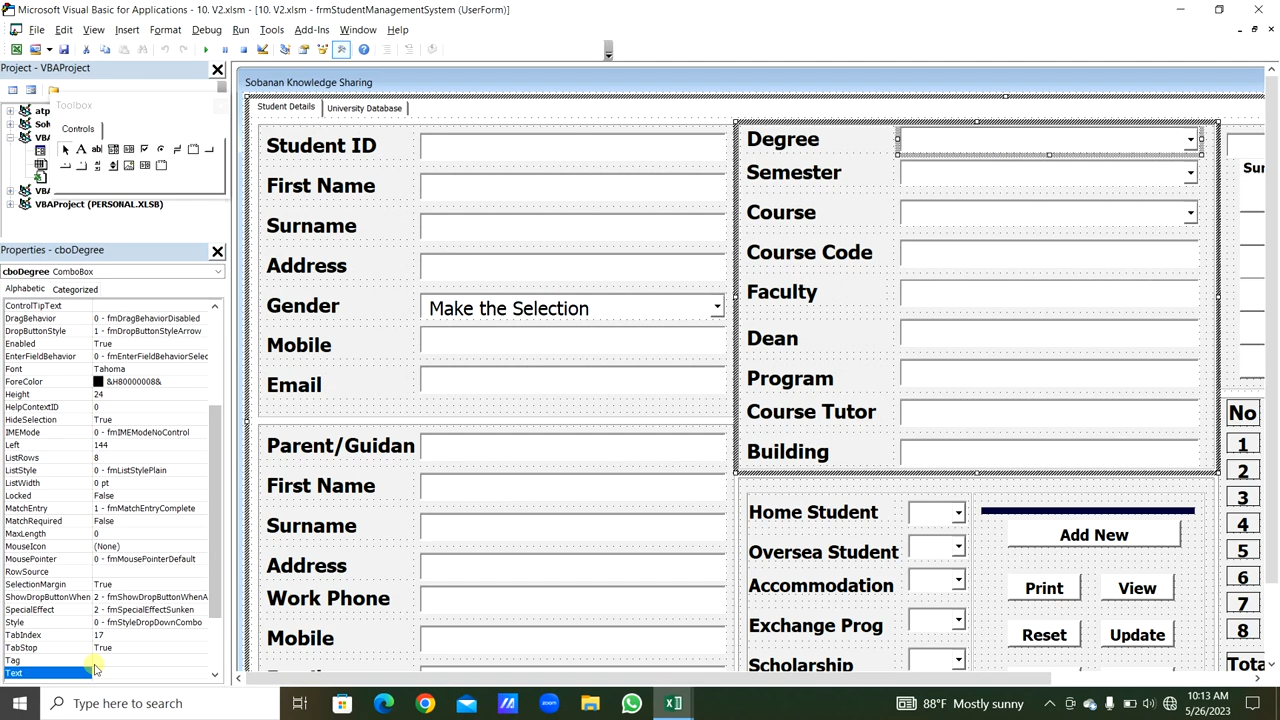 Microsoft Visual Basic for Applications - 10. V2.xlsm - [10. V2.xlsm - frmStudentManagementSystem (UserForm)]
File Edit View Insert Format Debug Run Tools Add-Ins Window Help
Project - VBAProject
Toolbox
Controls
VBAProject (PERSONAL.XLSB)
Properties - cboDegree
cboDegree ComboBox
Alphabetic Categorized
ControlTipText
DragBehavior 0 - fmDragBehaviorDisabled
DropButtonStyle 1 - fmDropButtonStyleArrow
Enabled True
EnterFieldBehavior 0 - fmEnterFieldBehaviorSelec
Font Tahoma
ForeColor &H80000008&
Height 24
HelpContextID 0
HideSelection True
IMEMode 0 - fmIMEModeNoControl
Left 144
ListRows 8
ListStyle 0 - fmListStylePlain
ListWidth 0 pt
Locked False
MatchEntry 1 - fmMatchEntryComplete
MatchRequired False
MaxLength 0
MouseIcon (None)
MousePointer 0 - fmMousePointerDefault
RowSource
SelectionMargin True
ShowDropButtonWhen 2 - fmShowDropButtonWhenA
SpecialEffect 2 - fmSpecialEffectSunken
Style 0 - fmStyleDropDownCombo
TabIndex 17
TabStop True
Tag
Text
Sobanan Knowledge Sharing
Student Details University Database
Student ID
First Name
Surname
Address
Gender Make the Selection
Mobile
Email
Parent/Guidan
First Name
Surname
Address
Work Phone
Mobile
Degree
Semester
Course
Course Code
Faculty
Dean
Program
Course Tutor
Building
Home Student
Oversea Student
Accommodation
Exchange Prog
Scholarship
Add New
Print View
Reset Update
Sur
No
1
2
3
4
5
6
7
8
Tota
Type here to search
88°F Mostly sunny
10:13 AM
5/26/2023